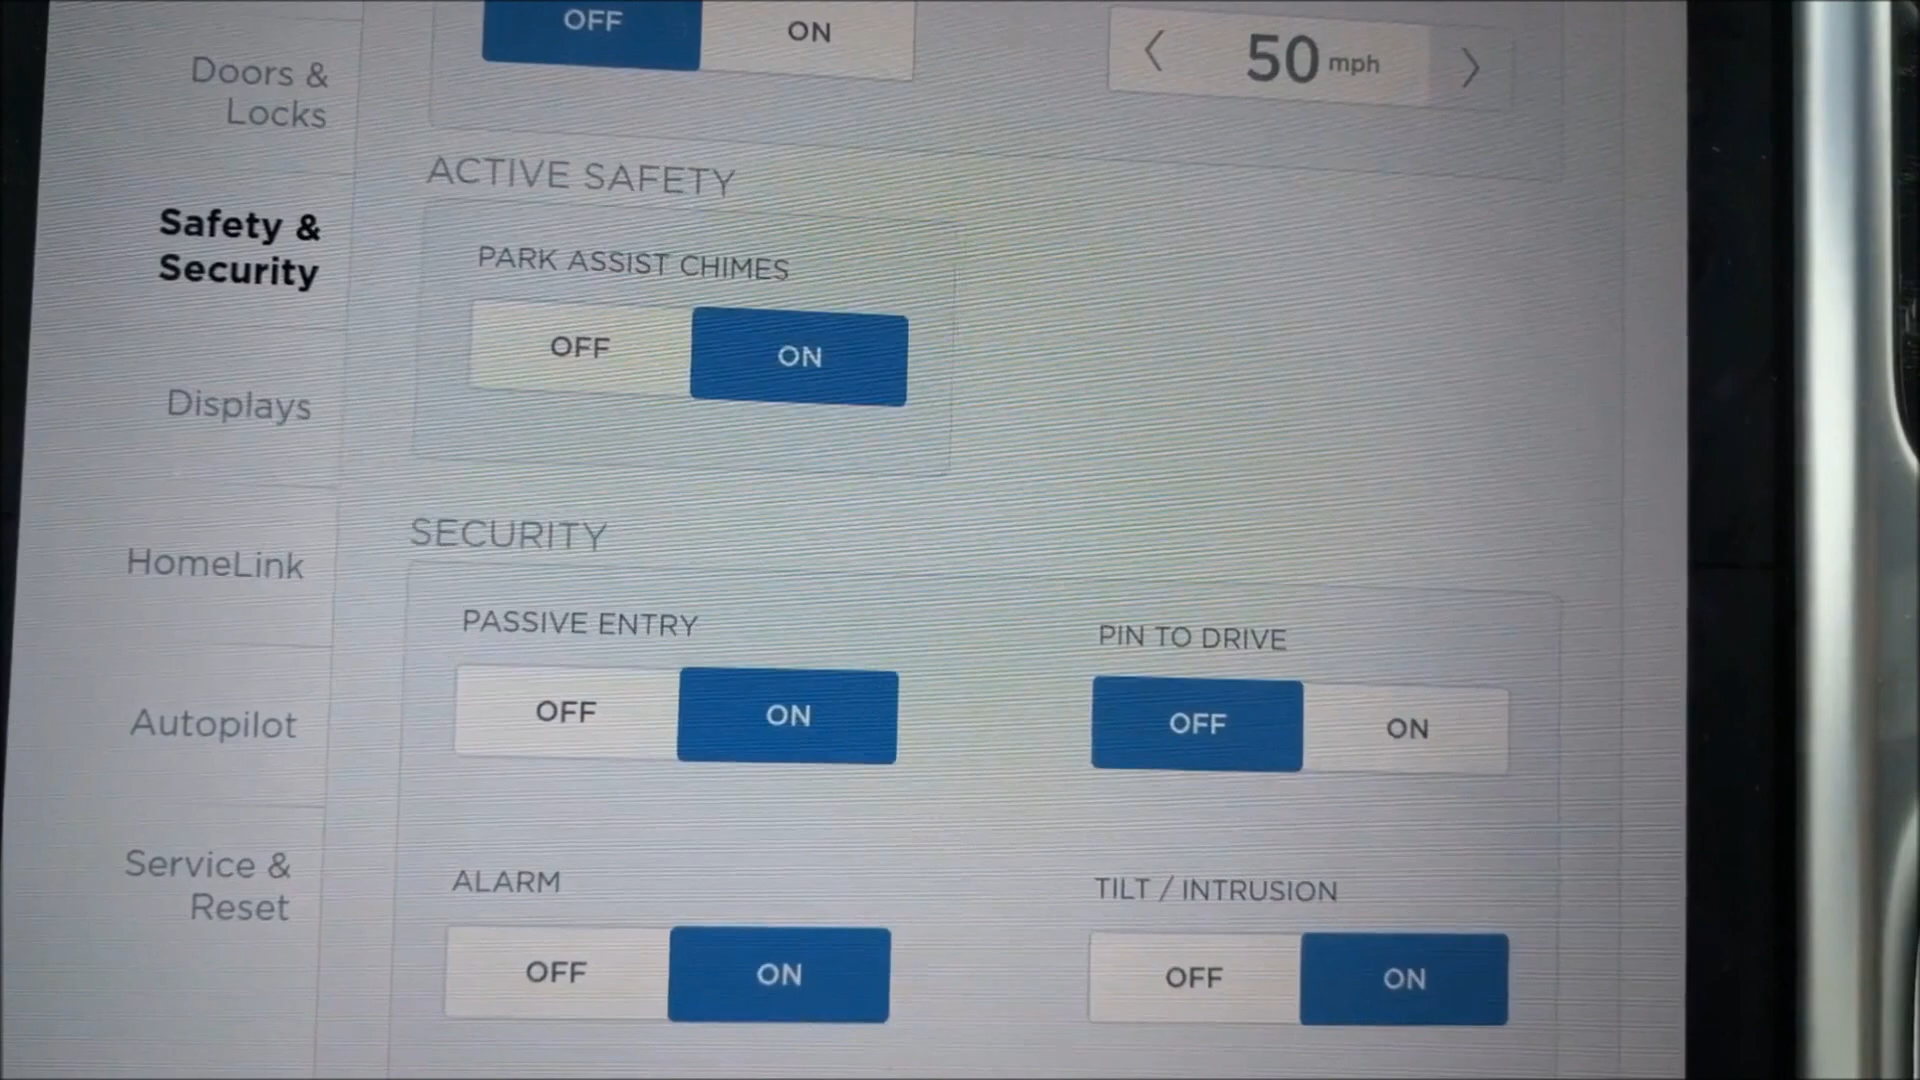 OFF ON
50 mph
Doors &
Locks
ACTIVE SAFETY
Safety &
Security
PARK ASSIST CHIMES
OFF ON
Displays
SECURITY
HomeLink
PASSIVE ENTRY
OFF ON
PIN TO DRIVE
OFF ON
Autopilot
Service &
Reset
ALARM
OFF ON
TILT / INTRUSION
OFF ON